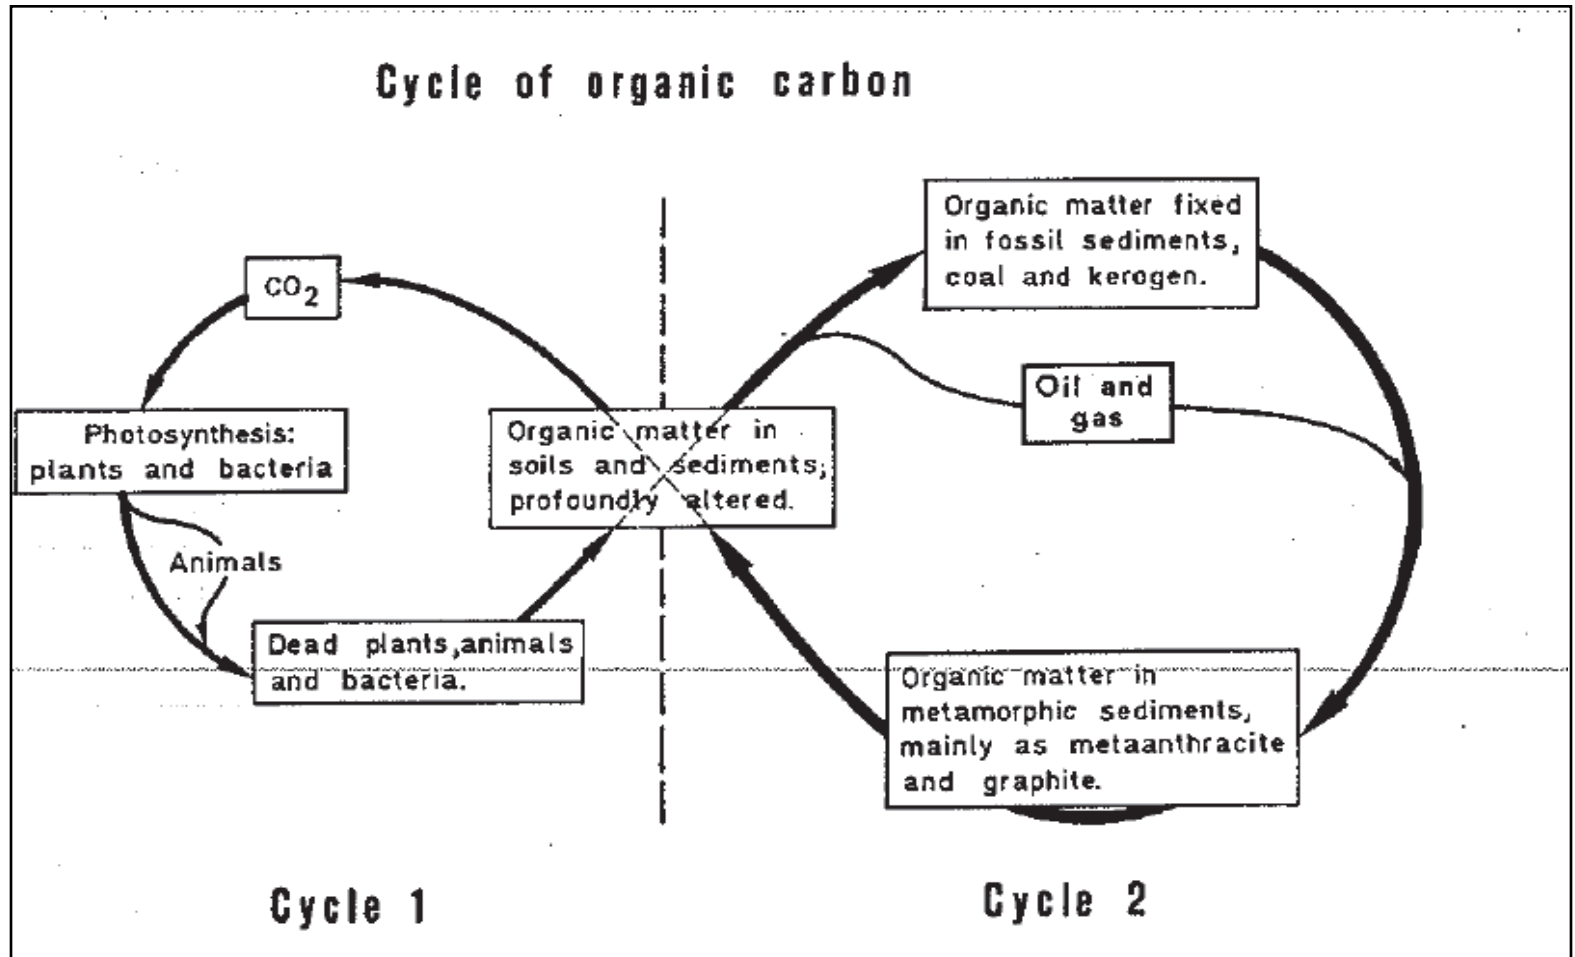 Cycle of organic carbon
CO2
Photosynthesis:
plants and bacteria
Animals
Dead plants, animals
and bacteria.
Organic matter in
soils and sediments,
profoundly altered.
Organic matter fixed
in fossil sediments,
coal and kerogen.
Oil and
gas
Organic matter in
metamorphic sediments,
mainly as metaanthracite
and graphite.
Cycle 1
Cycle 2